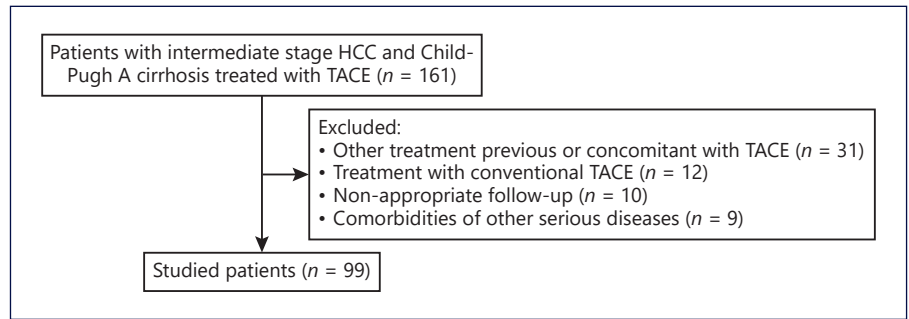 Patients with intermediate stage HCC and Child-
Pugh A cirrhosis treated with TACE (n = 161)
Excluded:
• Other treatment previous or concomitant with TACE (n = 31)
• Treatment with conventional TACE (n = 12)
• Non-appropriate follow-up (n = 10)
• Comorbidities of other serious diseases (n = 9)
Studied patients (n = 99)